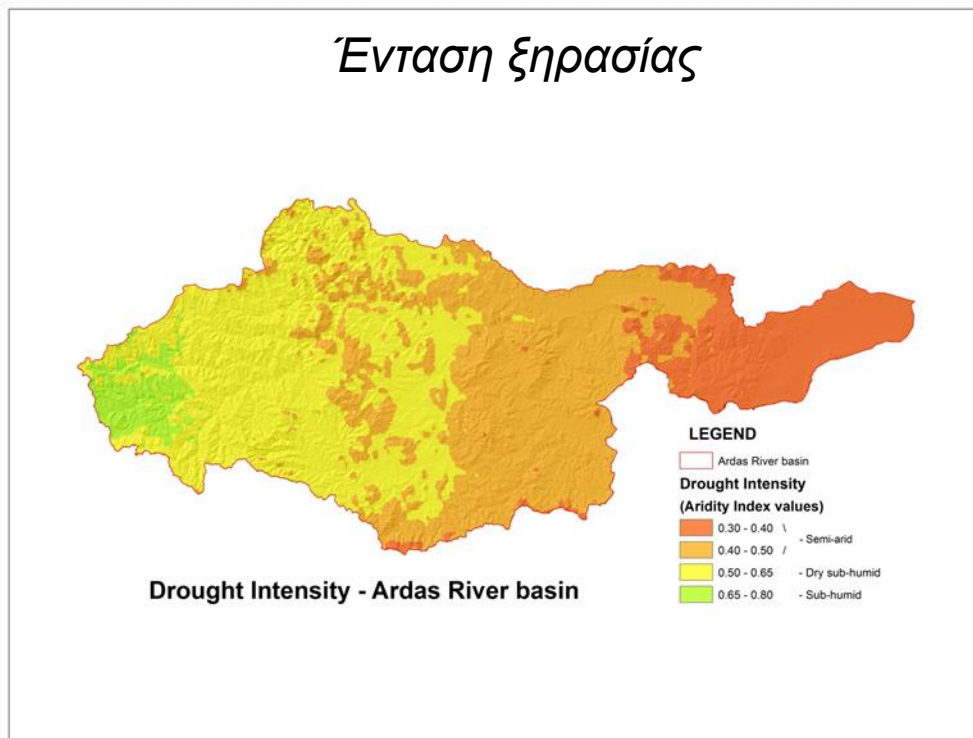 Ένταση ξηρασίας
LEGEND
Ardas River basin
Drought Intensity
(Aridity Index values)
0.30 - 0.40 \
- Semi-arid
0.40 - 0.50 /
0.50 - 0.65 - Dry sub-humid
0.65 - 0.80 - Sub-humid
Drought Intensity - Ardas River basin